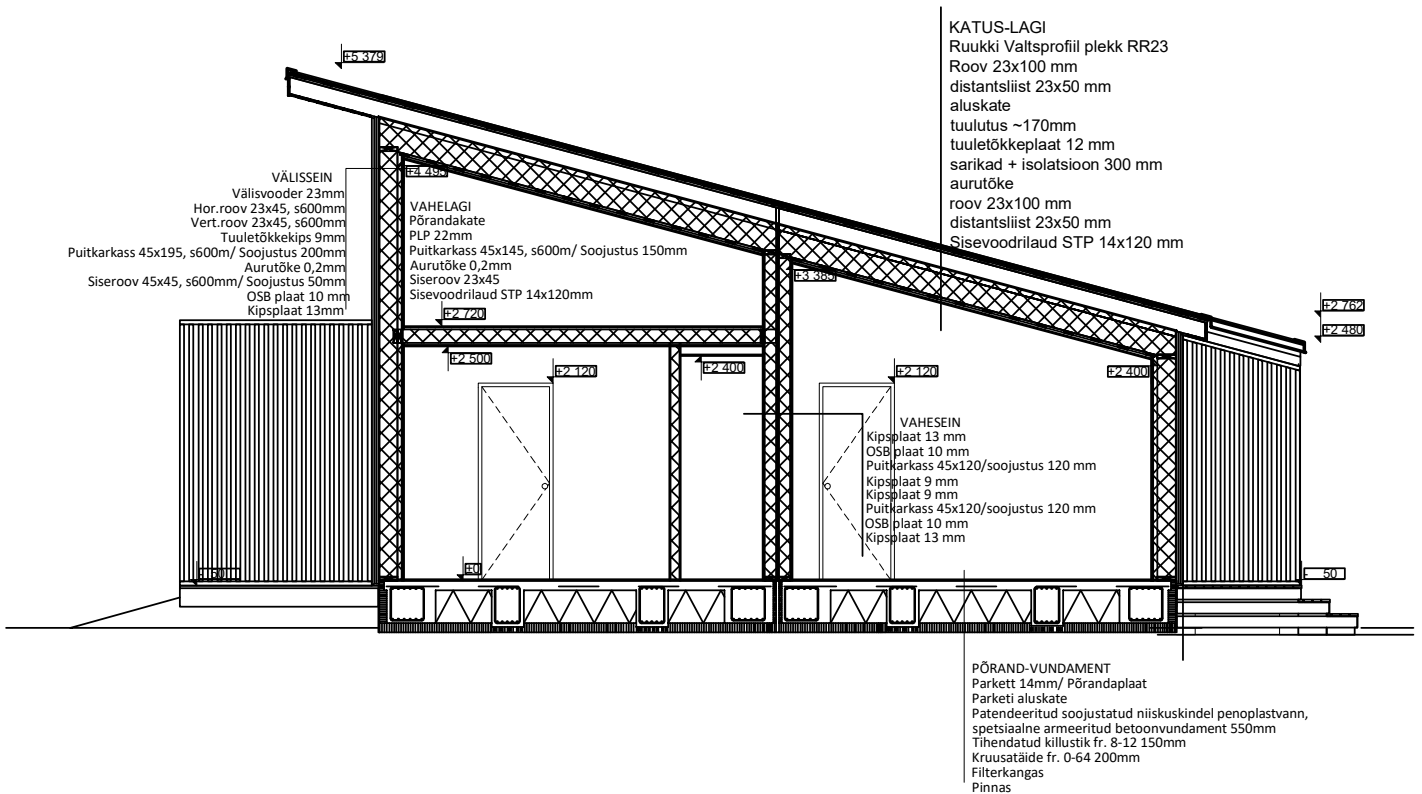 KATUS-LAGI
Ruukki Valtsprofiil plekk RR23
Roov 23x100 mm
distantsliist 23x50 mm
aluskate
tuulutus ~170mm
tuuletõkkeplaat 12 mm
sarikad + isolatsioon 300 mm
aurutõke
roov 23x100 mm
distantsliist 23x50 mm
Sisevoodrilaud STP 14x120 mm
+5 379
+4 495
VÄLISSEIN
Välisvooder 23mm
Hor.roov 23x45, s600mm
Vert.roov 23x45, s600mm
Tuuletõkkekips 9mm
Puitkarkass 45x195, s600m/ Soojustus 200mm
Aurutõke 0,2mm
Siseroov 45x45, s600mm/ Soojustus 50mm
OSB plaat 10 mm
Kipsplaat 13mm
VAHELAGI
Põrandakate
PLP 22mm
Puitkarkass 45x145, s600m/ Soojustus 150mm
Aurutõke 0,2mm
Siseroov 23x45
Sisevoodrilaud STP 14x120mm
+3 385
+2 762
+2 480
+2 720
+2 500
+2 120
+2 400
+2 120
+2 400
VAHESEIN
Kipsplaat 13 mm
OSB plaat 10 mm
Puitkarkass 45x120/soojustus 120 mm
Kipsplaat 9 mm
Kipsplaat 9 mm
Puitkarkass 45x120/soojustus 120 mm
OSB plaat 10 mm
Kipsplaat 13 mm
- 50
±0
- 50
PÕRAND-VUNDAMENT
Parkett 14mm/ Põrandaplaat
Parketi aluskate
Patendeeritud soojustatud niiskuskindel penoplastvann,
spetsiaalne armeeritud betoonvundament 550mm
Tihendatud killustik fr. 8-12 150mm
Kruusatäide fr. 0-64 200mm
Filterkangas
Pinnas